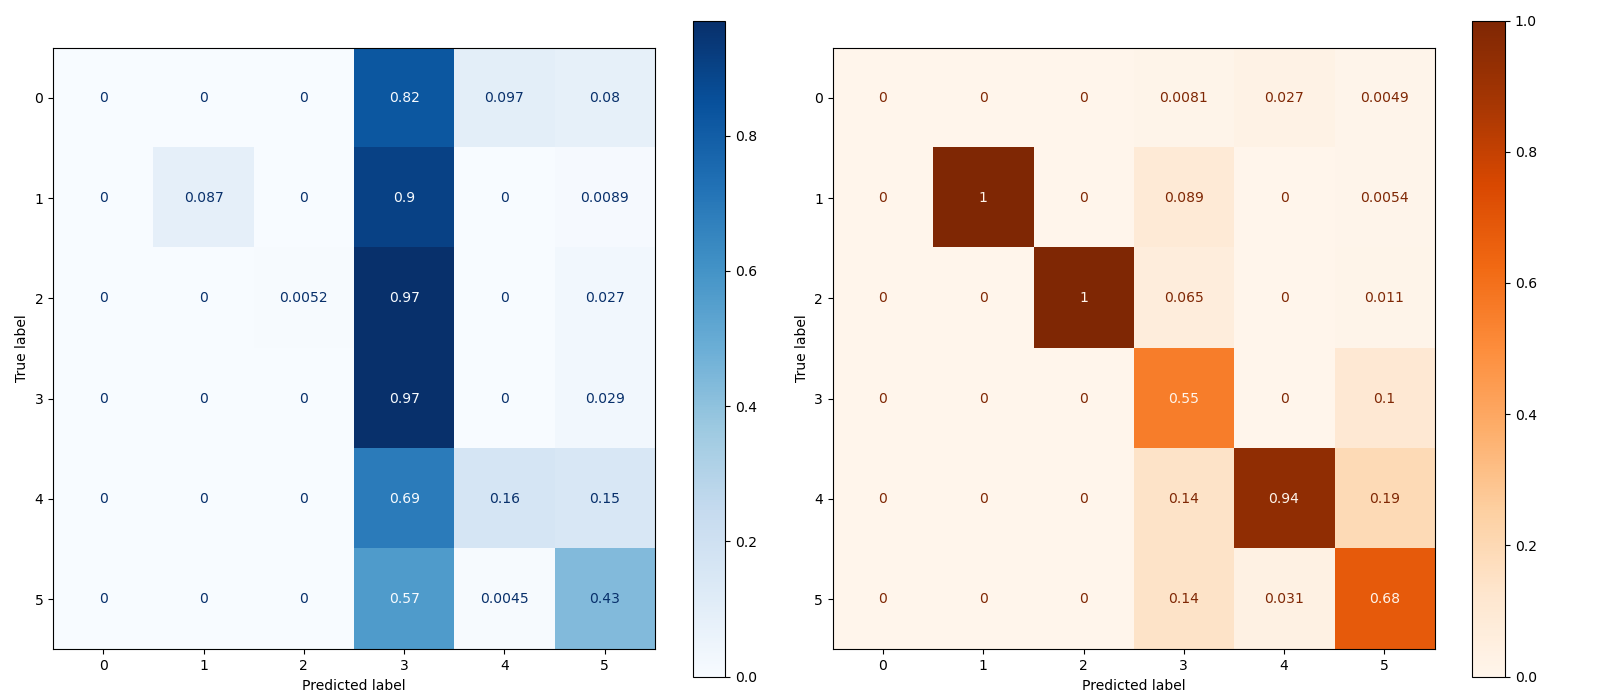 0 0 0 0 0.82 0.097 0.08
1 0 0.087 0 0.9 0 0.0089
2 0 0 0.0052 0.97 0 0.027
3 0 0 0 0.97 0 0.029
4 0 0 0 0.69 0.16 0.15
5 0 0 0 0.57 0.0045 0.43
0 1 2 3 4 5
True label
Predicted label
0.8
0.6
0.4
0.2
0.0
0 0 0 0 0.0081 0.027 0.0049
1 0 1 0 0.089 0 0.0054
2 0 0 1 0.065 0 0.011
3 0 0 0 0.55 0 0.1
4 0 0 0 0.14 0.94 0.19
5 0 0 0 0.14 0.031 0.68
0 1 2 3 4 5
True label
Predicted label
1.0
0.8
0.6
0.4
0.2
0.0